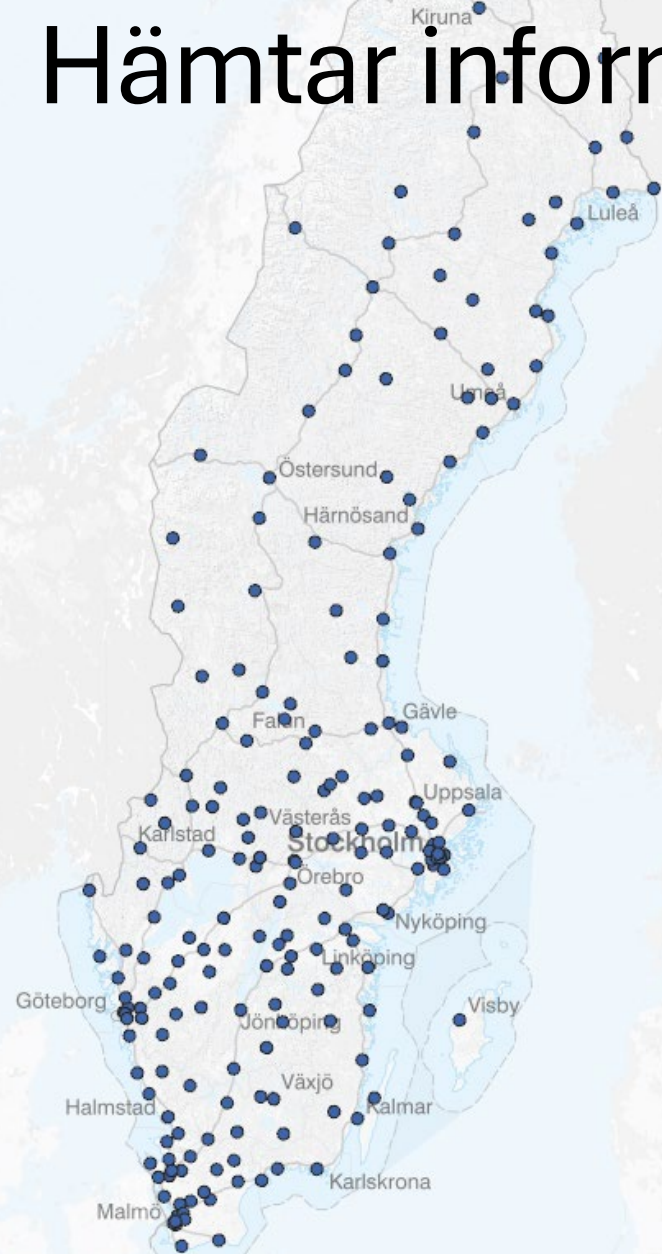 Kiruna
Hämtar inforr
Luleå
Umeå
Östersund
Härnösand
Falun
Gävle
Uppsala
Västerås
Karlstad
Stockholm
Örebro
Nyköping
Linköping
Göteborg
Visby
Jönköping
Växjö
Halmstad
Kalmar
Karlskrona
Malmö